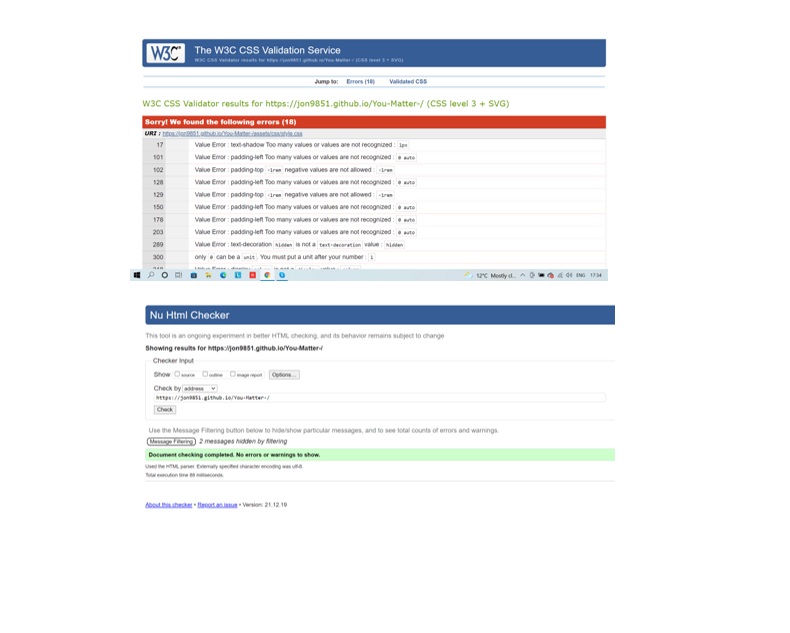 W3C
The W3C CSS Validation Service
W3C CSS Validator results for https://jon9851.github.io/You-Matter-/ (CSS level 3 + SVG)
Jump to: Errors (18) Validated CSS
W3C CSS Validator results for https://jon9851.github.io/You-Matter-/ (CSS level 3 + SVG)
Sorry! We found the following errors (18)
URI : https://jon9851.github.io/You-Matter-/assets/css/style.css
17 Value Error : text-shadow Too many values or values are not recognized : 1px
101 Value Error : padding-left Too many values or values are not recognized : 0 auto
102 Value Error : padding-top -1rem negative values are not allowed : -1rem
128 Value Error : padding-left Too many values or values are not recognized : 0 auto
129 Value Error : padding-top -1rem negative values are not allowed : -1rem
150 Value Error : padding-left Too many values or values are not recognized : 0 auto
178 Value Error : padding-left Too many values or values are not recognized : 0 auto
203 Value Error : padding-left Too many values or values are not recognized : 0 auto
289 Value Error : text-decoration hidden is not a text-decoration value : hidden
300 only 0 can be a unit. You must put a unit after your number : 1
12°C Mostly cl... ENG 17:04
Nu Html Checker
This tool is an ongoing experiment in better HTML checking, and its behavior remains subject to change
Showing results for https://jon9851.github.io/You-Matter-/
Checker Input
Show source outline image report Options...
Check by address
https://jon9851.github.io/You-Matter-/
Check
Use the Message Filtering button below to hide/show particular messages, and to see total counts of errors and warnings.
Message Filtering 2 messages hidden by filtering
Document checking completed. No errors or warnings to show.
Used the HTML parser. Externally specified character encoding was utf-8.
Total execution time 88 milliseconds.
About this checker • Report an issue • Version: 21.12.19